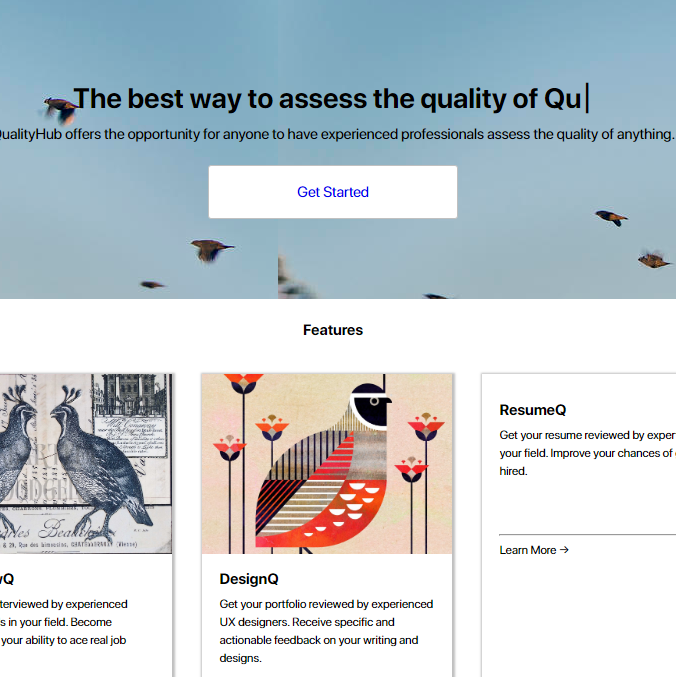 The best way to assess the quality of Qu
QualityHub offers the opportunity for anyone to have experienced professionals assess the quality of anything.
Get Started
Features
DesignQ
Get your portfolio reviewed by experienced
UX designers. Receive specific and
actionable feedback on your writing and
designs.
ResumeQ
Get your resume reviewed by exper
your field. Improve your chances of
hired.
Learn More →
wQ
terviewed by experienced
s in your field. Become
your ability to ace real job